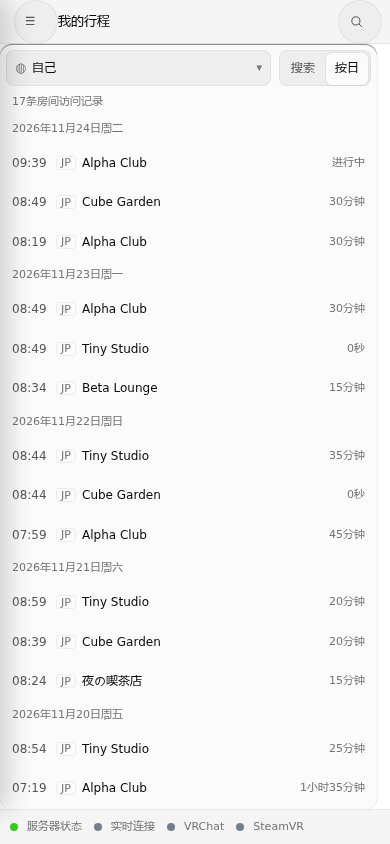 我的行程
自己
搜索 按日
17条房间访问记录
2026年11月24日周二
09:39 JP Alpha Club 进行中
08:49 JP Cube Garden 30分钟
08:19 JP Alpha Club 30分钟
2026年11月23日周一
08:49 JP Alpha Club 30分钟
08:49 JP Tiny Studio 0秒
08:34 JP Beta Lounge 15分钟
2026年11月22日周日
08:44 JP Tiny Studio 35分钟
08:44 JP Cube Garden 0秒
07:59 JP Alpha Club 45分钟
2026年11月21日周六
08:59 JP Tiny Studio 20分钟
08:39 JP Cube Garden 20分钟
08:24 JP 夜の喫茶店 15分钟
2026年11月20日周五
08:54 JP Tiny Studio 25分钟
07:19 JP Alpha Club 1小时35分钟
服务器状态 实时连接 VRChat SteamVR